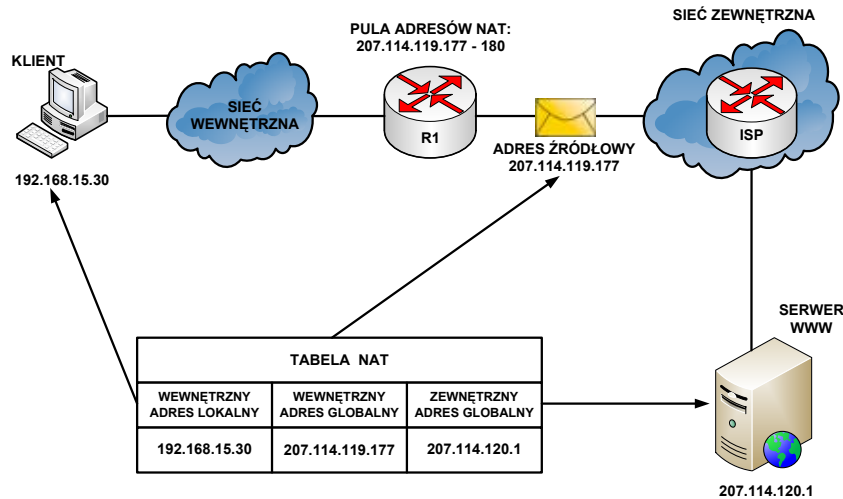 PULA ADRESÓW NAT:
207.114.119.177 - 180
SIEĆ ZEWNĘTRZNA
KLIENT
SIEĆ
WEWNĘTRZNA
R1
ISP
ADRES ŹRÓDŁOWY
207.114.119.177
192.168.15.30
SERWER
WWW
TABELA NAT
WEWNĘTRZNY
ADRES LOKALNY
WEWNĘTRZNY
ADRES GLOBALNY
ZEWNĘTRZNY
ADRES GLOBALNY
192.168.15.30
207.114.119.177
207.114.120.1
207.114.120.1